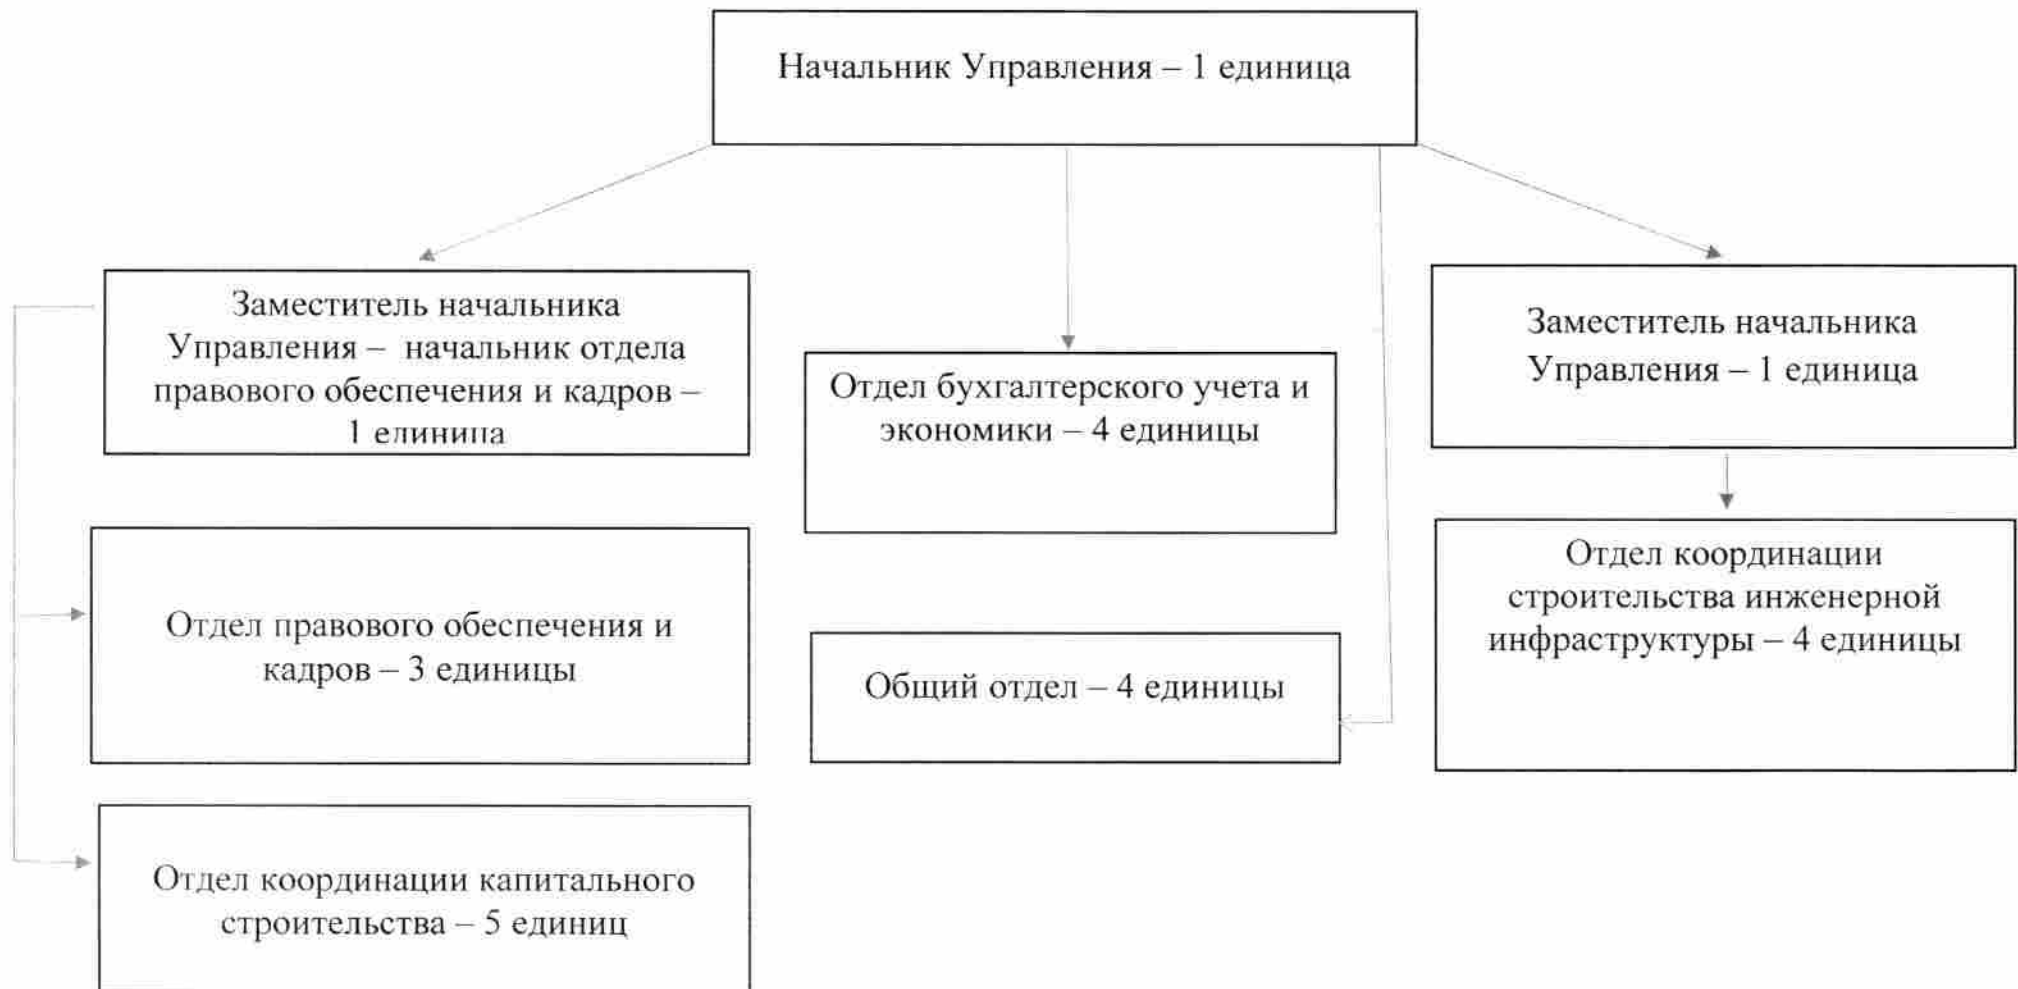 Начальник Управления – 1 единица
Заместитель начальника
Управления – начальник отдела
правового обеспечения и кадров –
1 единица
Отдел бухгалтерского учета и
экономики – 4 единицы
Заместитель начальника
Управления – 1 единица
Отдел правового обеспечения и
кадров – 3 единицы
Общий отдел – 4 единицы
Отдел координации
строительства инженерной
инфраструктуры – 4 единицы
Отдел координации капитального
строительства – 5 единиц